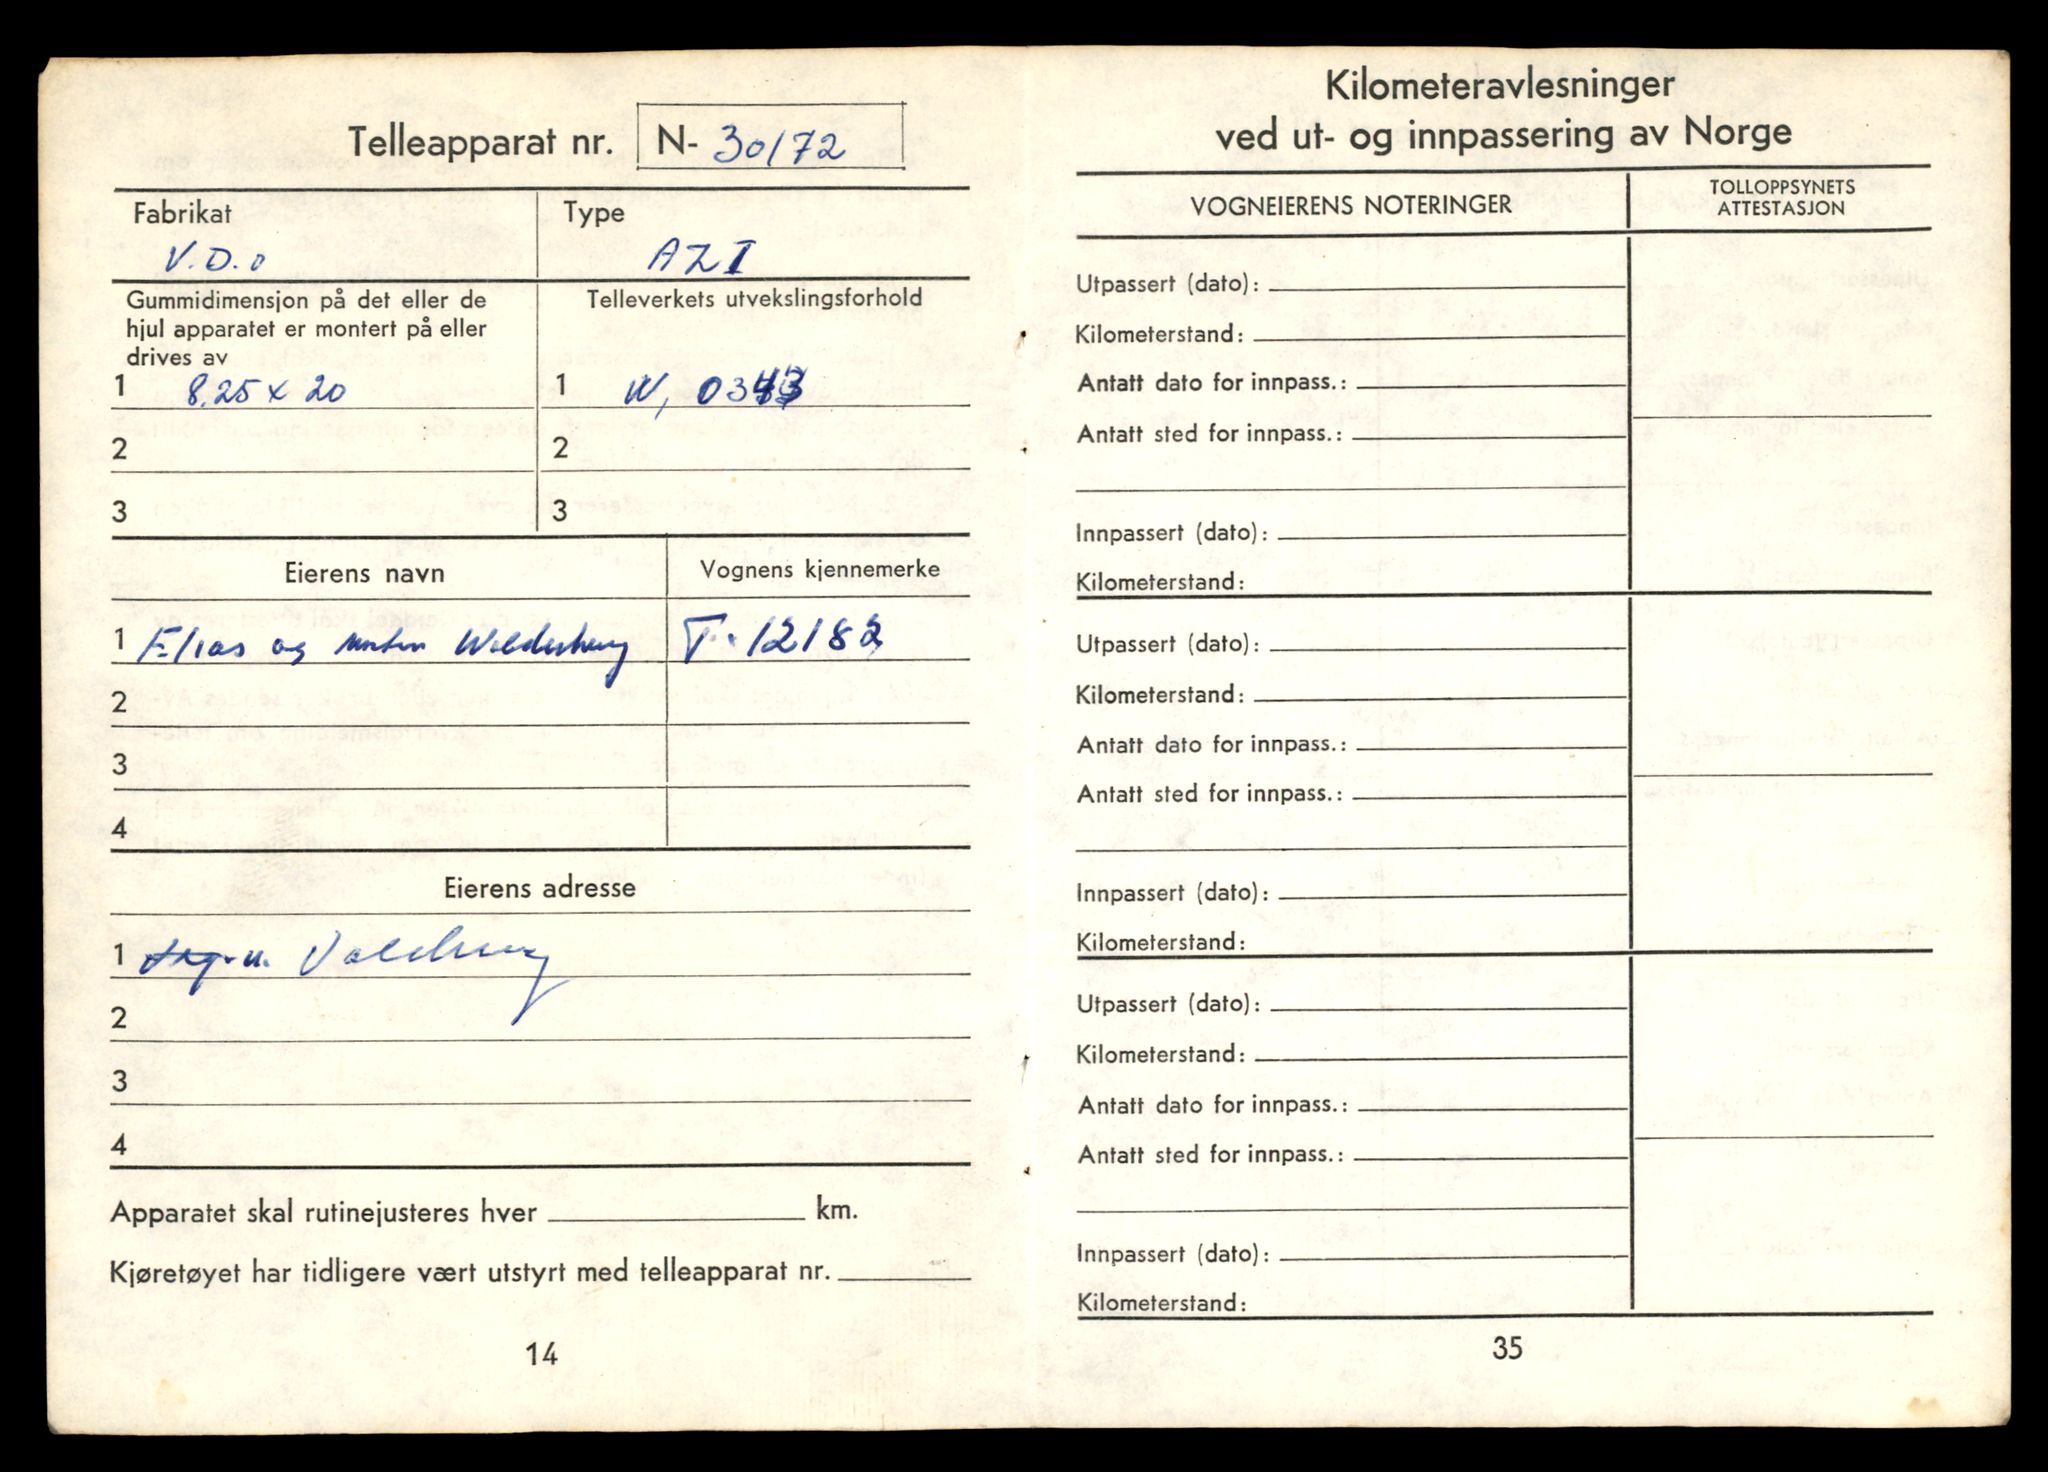 Telleapparat nr. N- 30172
Fabrikat
V.D.o
Type
AZI
Gummidimensjon på det eller de
hjul apparatet er montert på eller
drives av
1 8.25 x 20
2
3
Telleverkets utvekslingsforhold
1 W, 03
2
3
Eierens navn
Vognens kjennemerke
1 Elias og T. 12182
2
3
4
Eierens adresse
1
2
3
4
Apparatet skal rutinejusteres hver km.
Kjøretøyet har tidligere vært utstyrt med telleapparat nr.
14
Kilometeravlesninger
ved ut- og innpassering av Norge
VOGNEIERENS NOTERINGER
TOLLOPPSYNETS
ATTESTASJON
Utpassert (dato):
Kilometerstand:
Antatt dato for innpass.:
Antatt sted for innpass.:
Innpassert (dato):
Kilometerstand:
Utpassert (dato):
Kilometerstand:
Antatt dato for innpass.:
Antatt sted for innpass.:
Innpassert (dato):
Kilometerstand:
Utpassert (dato):
Kilometerstand:
Antatt dato for innpass.:
Antatt sted for innpass.:
Innpassert (dato):
Kilometerstand:
35